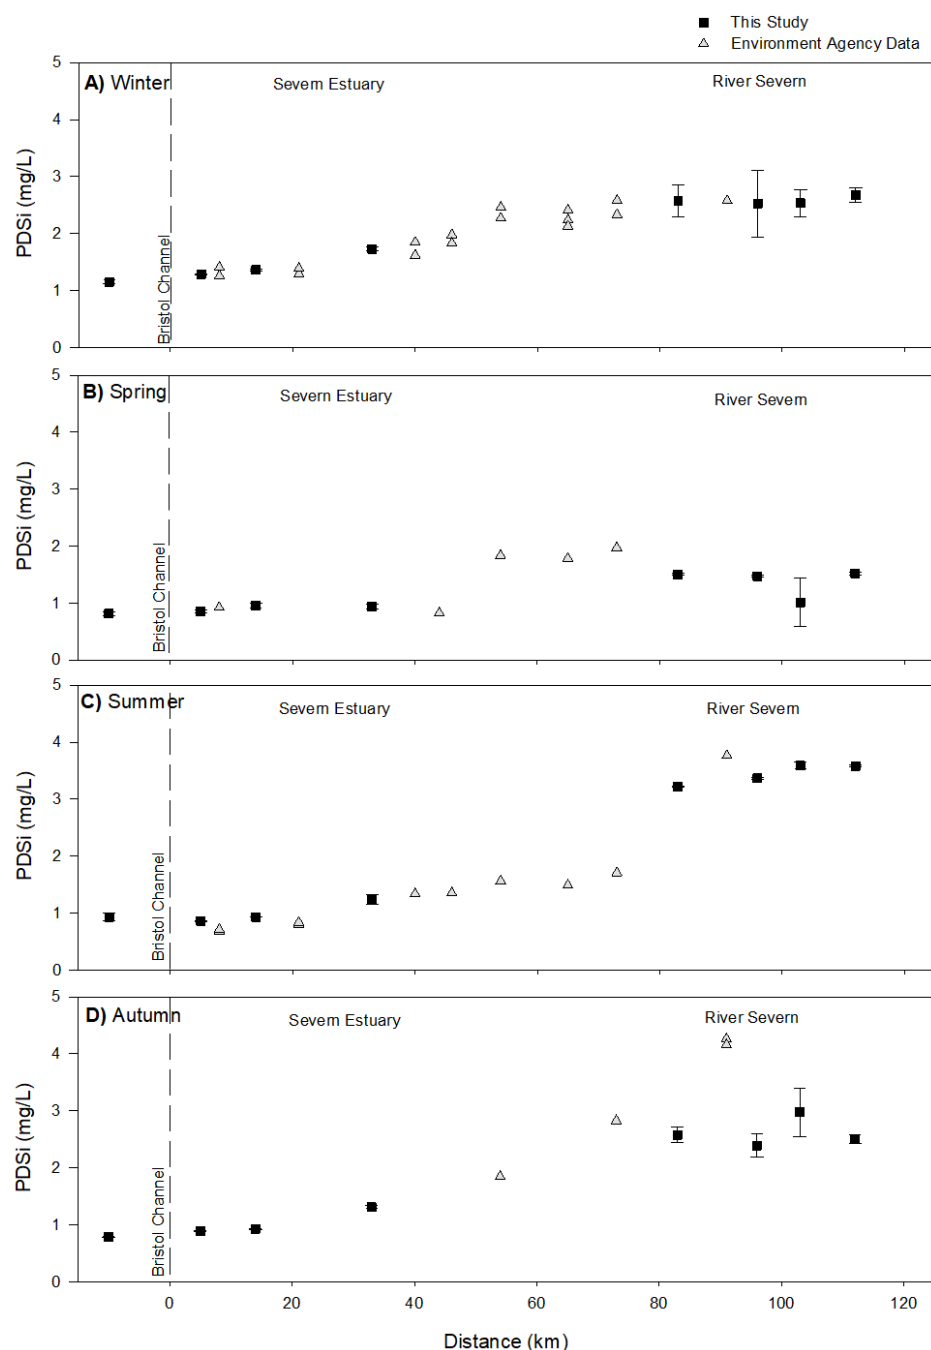 This Study
Environment Agency Data
A) Winter
Severn Estuary
River Severn
PDSi (mg/L)
5
4
3
2
1
0
Bristol Channel
B) Spring
Severn Estuary
River Severn
PDSi (mg/L)
5
4
3
2
1
0
Bristol Channel
C) Summer
Severn Estuary
River Severn
PDSi (mg/L)
5
4
3
2
1
0
Bristol Channel
D) Autumn
Severn Estuary
River Severn
PDSi (mg/L)
5
4
3
2
1
0
Bristol Channel
0 20 40 60 80 100 120
Distance (km)